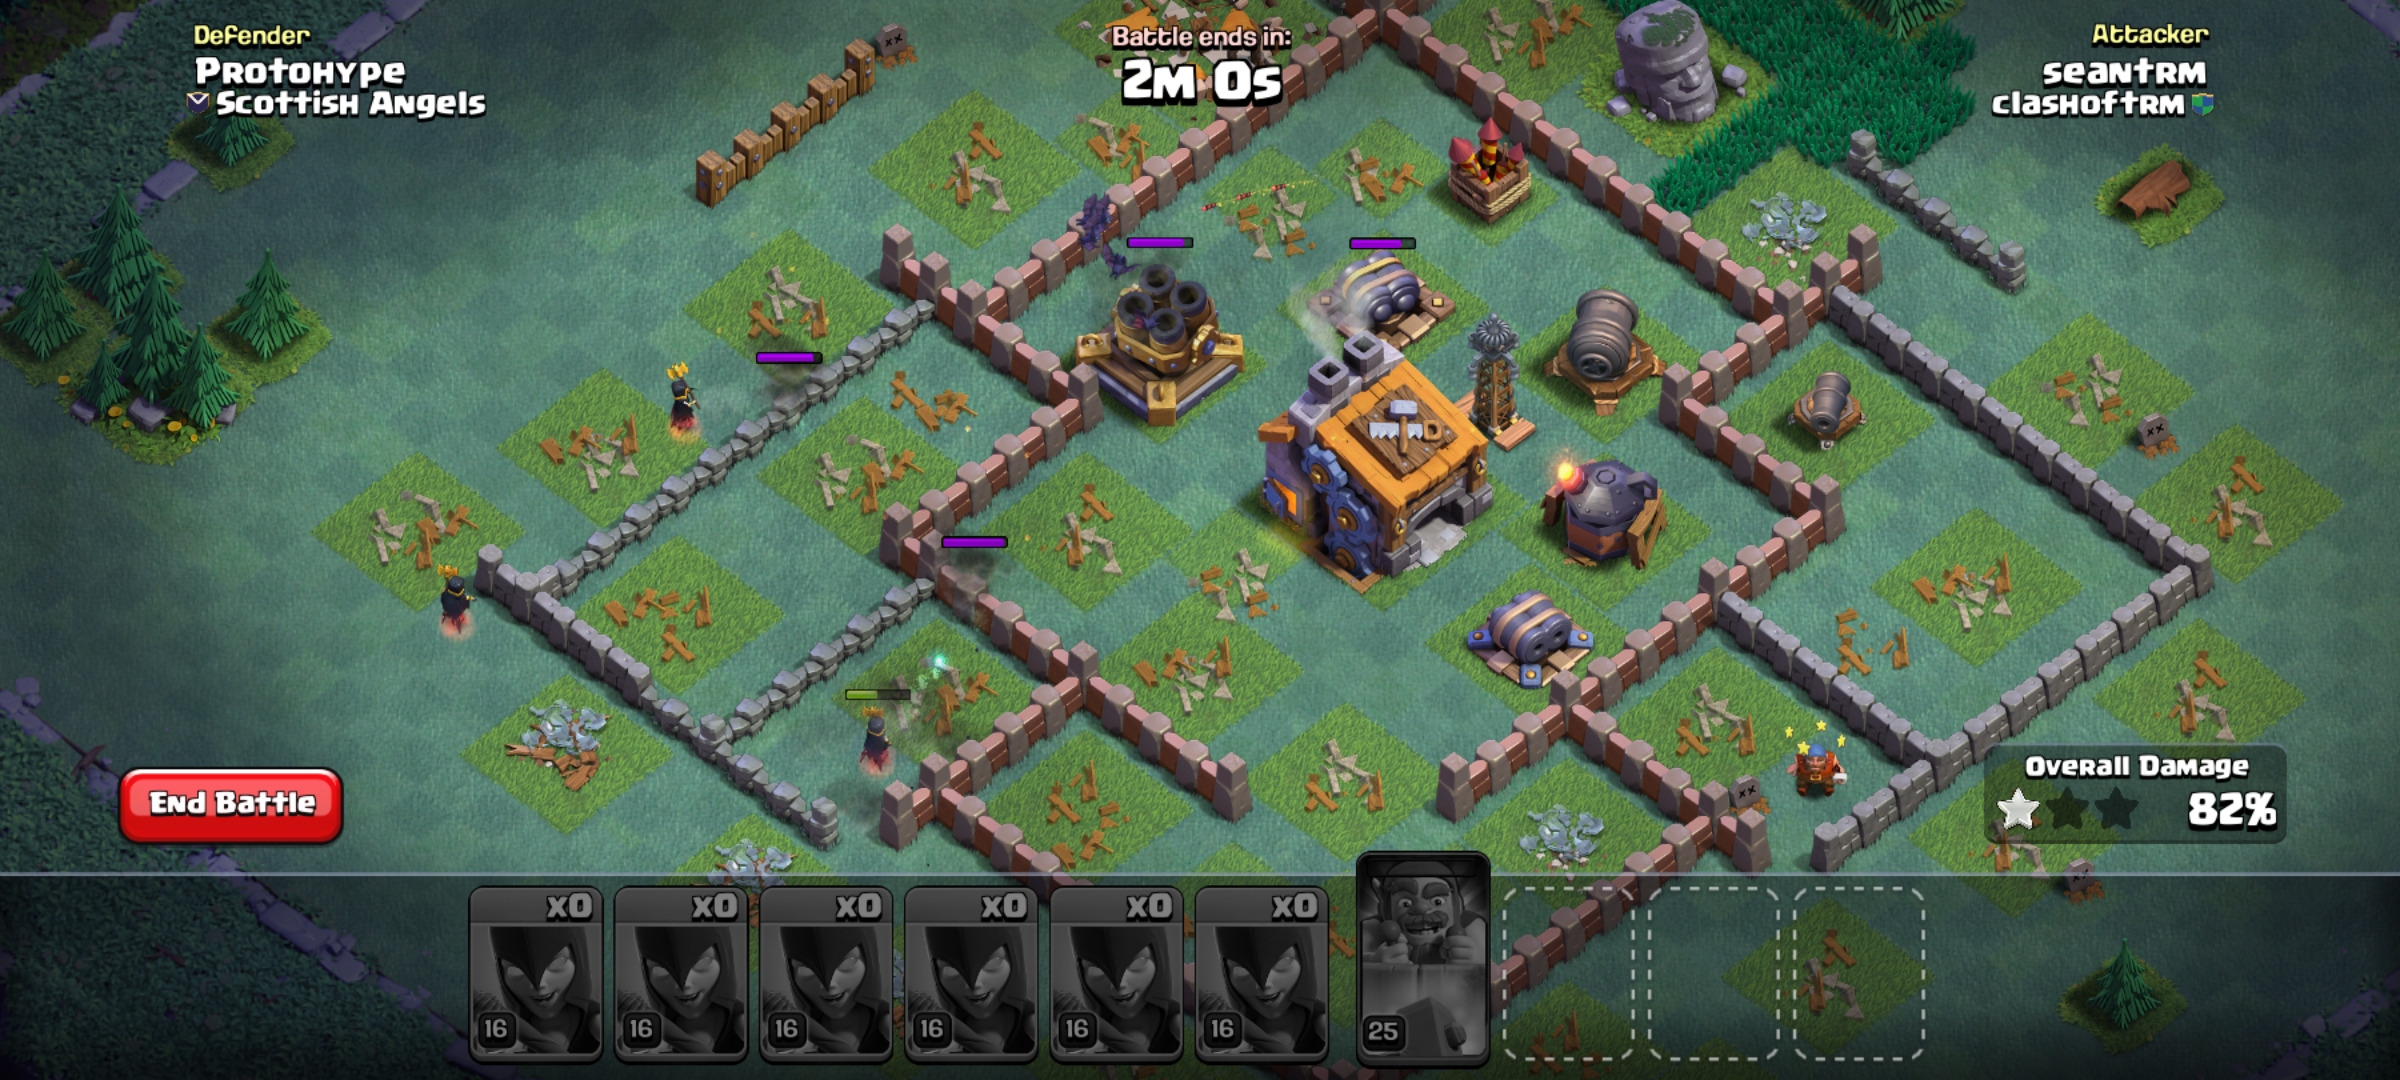 Defender
Protohype
Scottish Angels
Battle ends in:
2M 0s
Attacker
seantrm
clashoftrm
End Battle
Overall Damage
82%
x0
x0
x0
x0
x0
x0
16
16
16
16
16
16
25